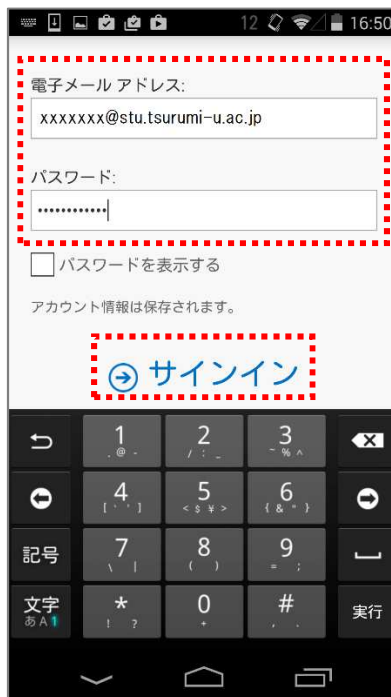 12 16:50
電子メール アドレス:
xxxxxxx@stu.tsurumi-u.ac.jp
パスワード:
••••••••••••
パスワードを表示する
アカウント情報は保存されます。
サインイン
1 2 3
. @ - / : _ ~ % ^
4 5 6
[ ' ` ] < $ ¥ > { & " }
記号 7 8 9
\ | ( ) = ;
文字 * 0 # 実行
あA1 ! ? + , .